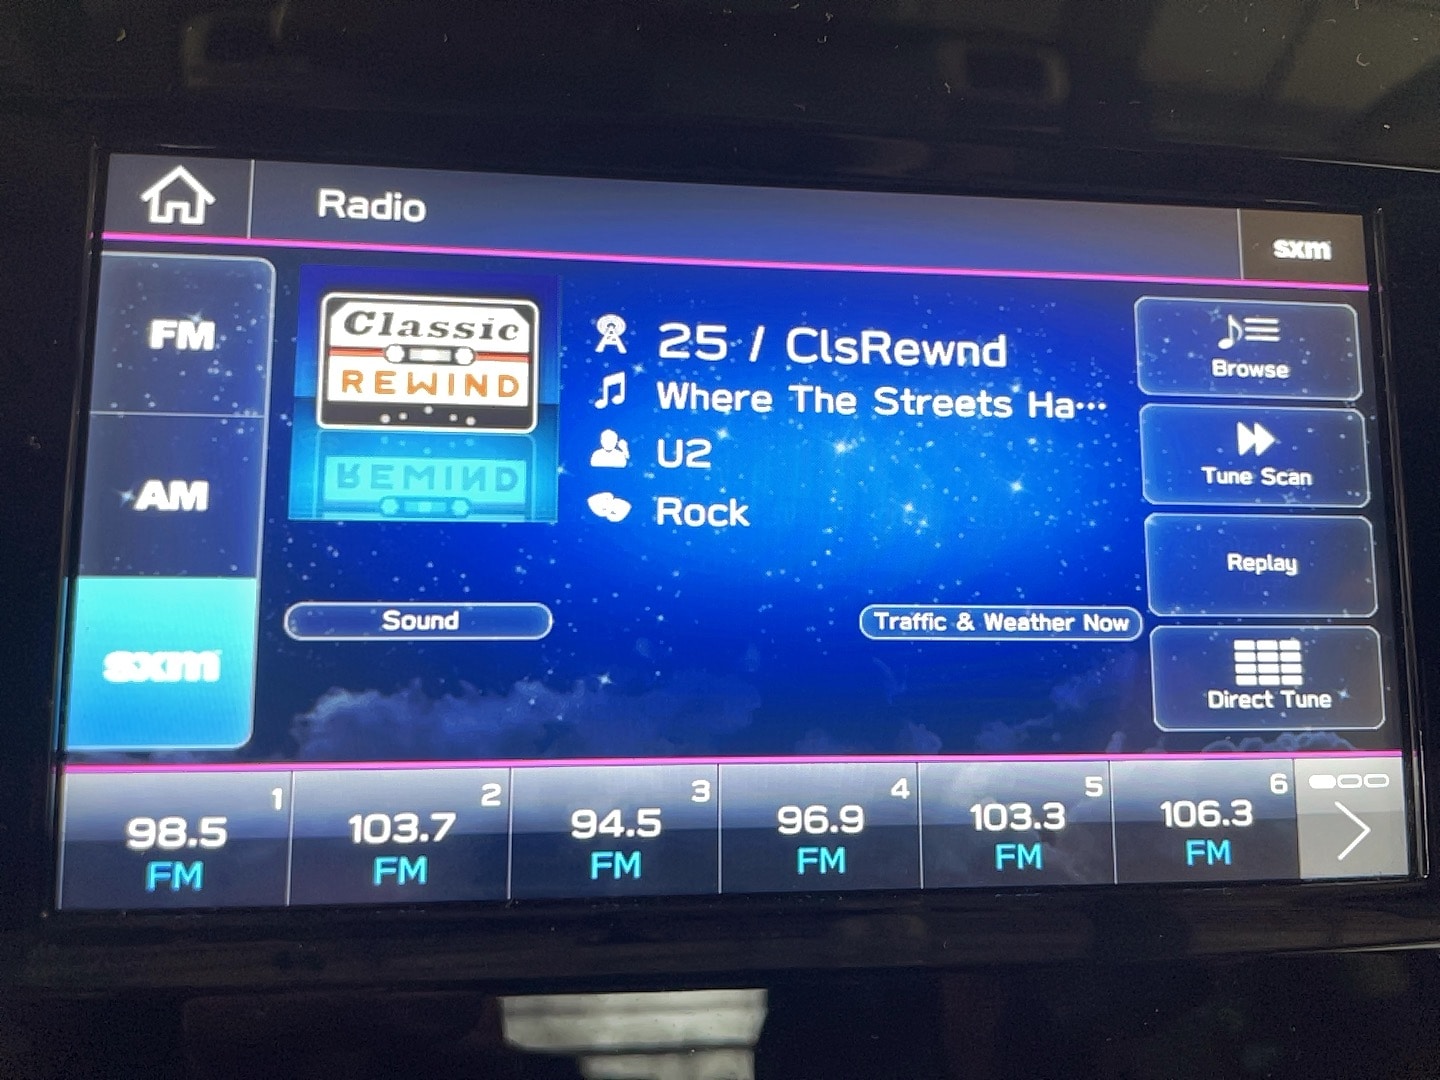 Radio
sxm
FM
AM
sxm
Classic
REWIND
REWIND
25 / ClsRewnd
Where The Streets Ha...
U2
Rock
Sound
Traffic & Weather Now
Browse
Tune Scan
Replay
Direct Tune
1
98.5
FM
2
103.7
FM
3
94.5
FM
4
96.9
FM
5
103.3
FM
6
106.3
FM